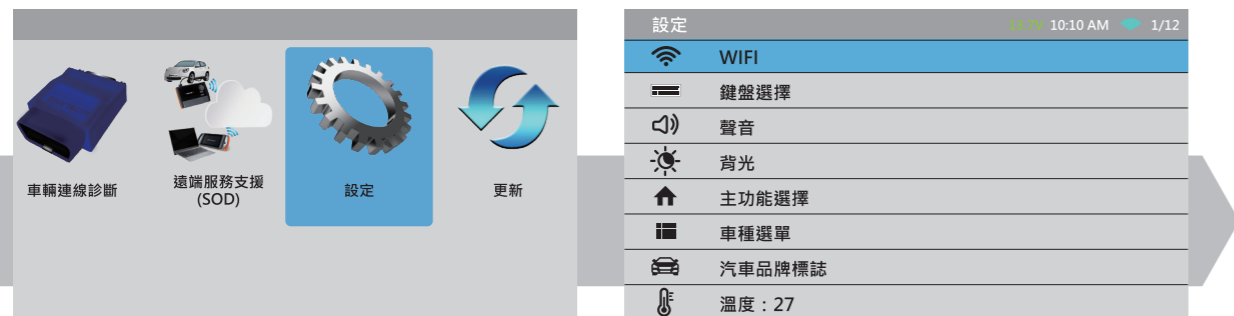 車輛連線診斷
遠端服務支援
(SOD)
設定
更新
設定
10:10 AM
1/12
WIFI
鍵盤選擇
聲音
背光
主功能選擇
車種選單
汽車品牌標誌
溫度：27